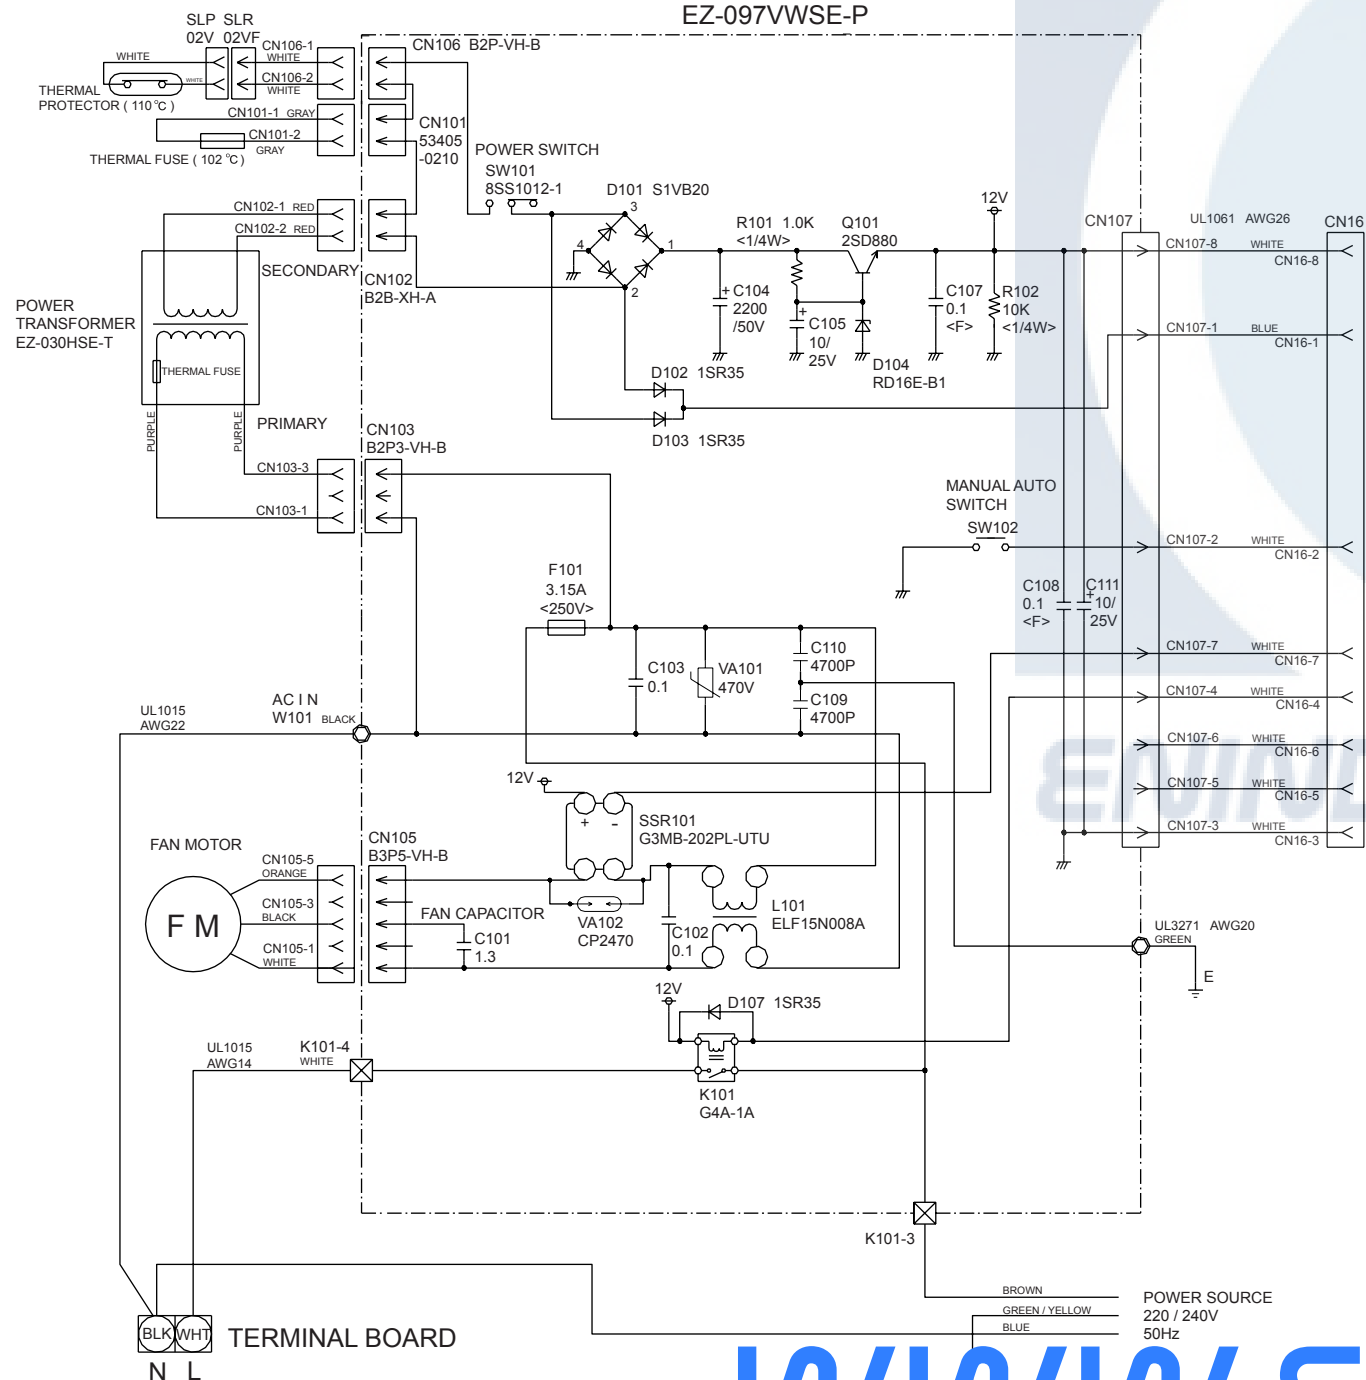 EZ-097VWSE-P
SLP SLR
02V 02VF
CN106-1
WHITE
CN106-2
WHITE
WHITE
WHITE
THERMAL
PROTECTOR ( 110 °C )
CN106 B2P-VH-B
CN101-1 GRAY
CN101-2
GRAY
THERMAL FUSE ( 102 °C )
CN101
53405
-0210
POWER SWITCH
SW101
8SS1012-1
D101 S1VB20
3
4
1
2
R101 1.0K
<1/4W>
Q101
2SD880
12V
CN107
UL1061 AWG26
CN16
CN102-1 RED
CN102-2 RED
SECONDARY
CN102
B2B-XH-A
POWER
TRANSFORMER
EZ-030HSE-T
THERMAL FUSE
PURPLE
PURPLE
PRIMARY
+ C104
2200
/50V
+
C105
10/
25V
D104
RD16E-B1
C107
0.1
<F>
R102
10K
<1/4W>
CN107-8 WHITE
CN16-8
CN107-1 BLUE
CN16-1
D102 1SR35
D103 1SR35
CN103
B2P3-VH-B
CN103-3
CN103-1
MANUAL AUTO
SWITCH
SW102
CN107-2 WHITE
CN16-2
F101
3.15A
<250V>
C108
0.1
<F>
C111
+
10/
25V
C103
0.1
VA101
470V
C110
4700P
C109
4700P
CN107-7 WHITE
CN16-7
CN107-4 WHITE
CN16-4
CN107-6 WHITE
CN16-6
CN107-5 WHITE
CN16-5
CN107-3 WHITE
CN16-3
UL1015
AWG22
AC I N
W101 BLACK
12V
+ -
SSR101
G3MB-202PL-UTU
FAN MOTOR
F M
CN105-5
ORANGE
CN105-3
BLACK
CN105-1
WHITE
CN105
B3P5-VH-B
FAN CAPACITOR
C101
1.3
VA102
CP2470
C102
0.1
L101
ELF15N008A
UL3271 AWG20
GREEN
E
12V
D107 1SR35
K101
G4A-1A
UL1015
AWG14
K101-4
WHITE
K101-3
BROWN
GREEN / YELLOW
BLUE
POWER SOURCE
220 / 240V
50Hz
BLK WHT
TERMINAL BOARD
N L